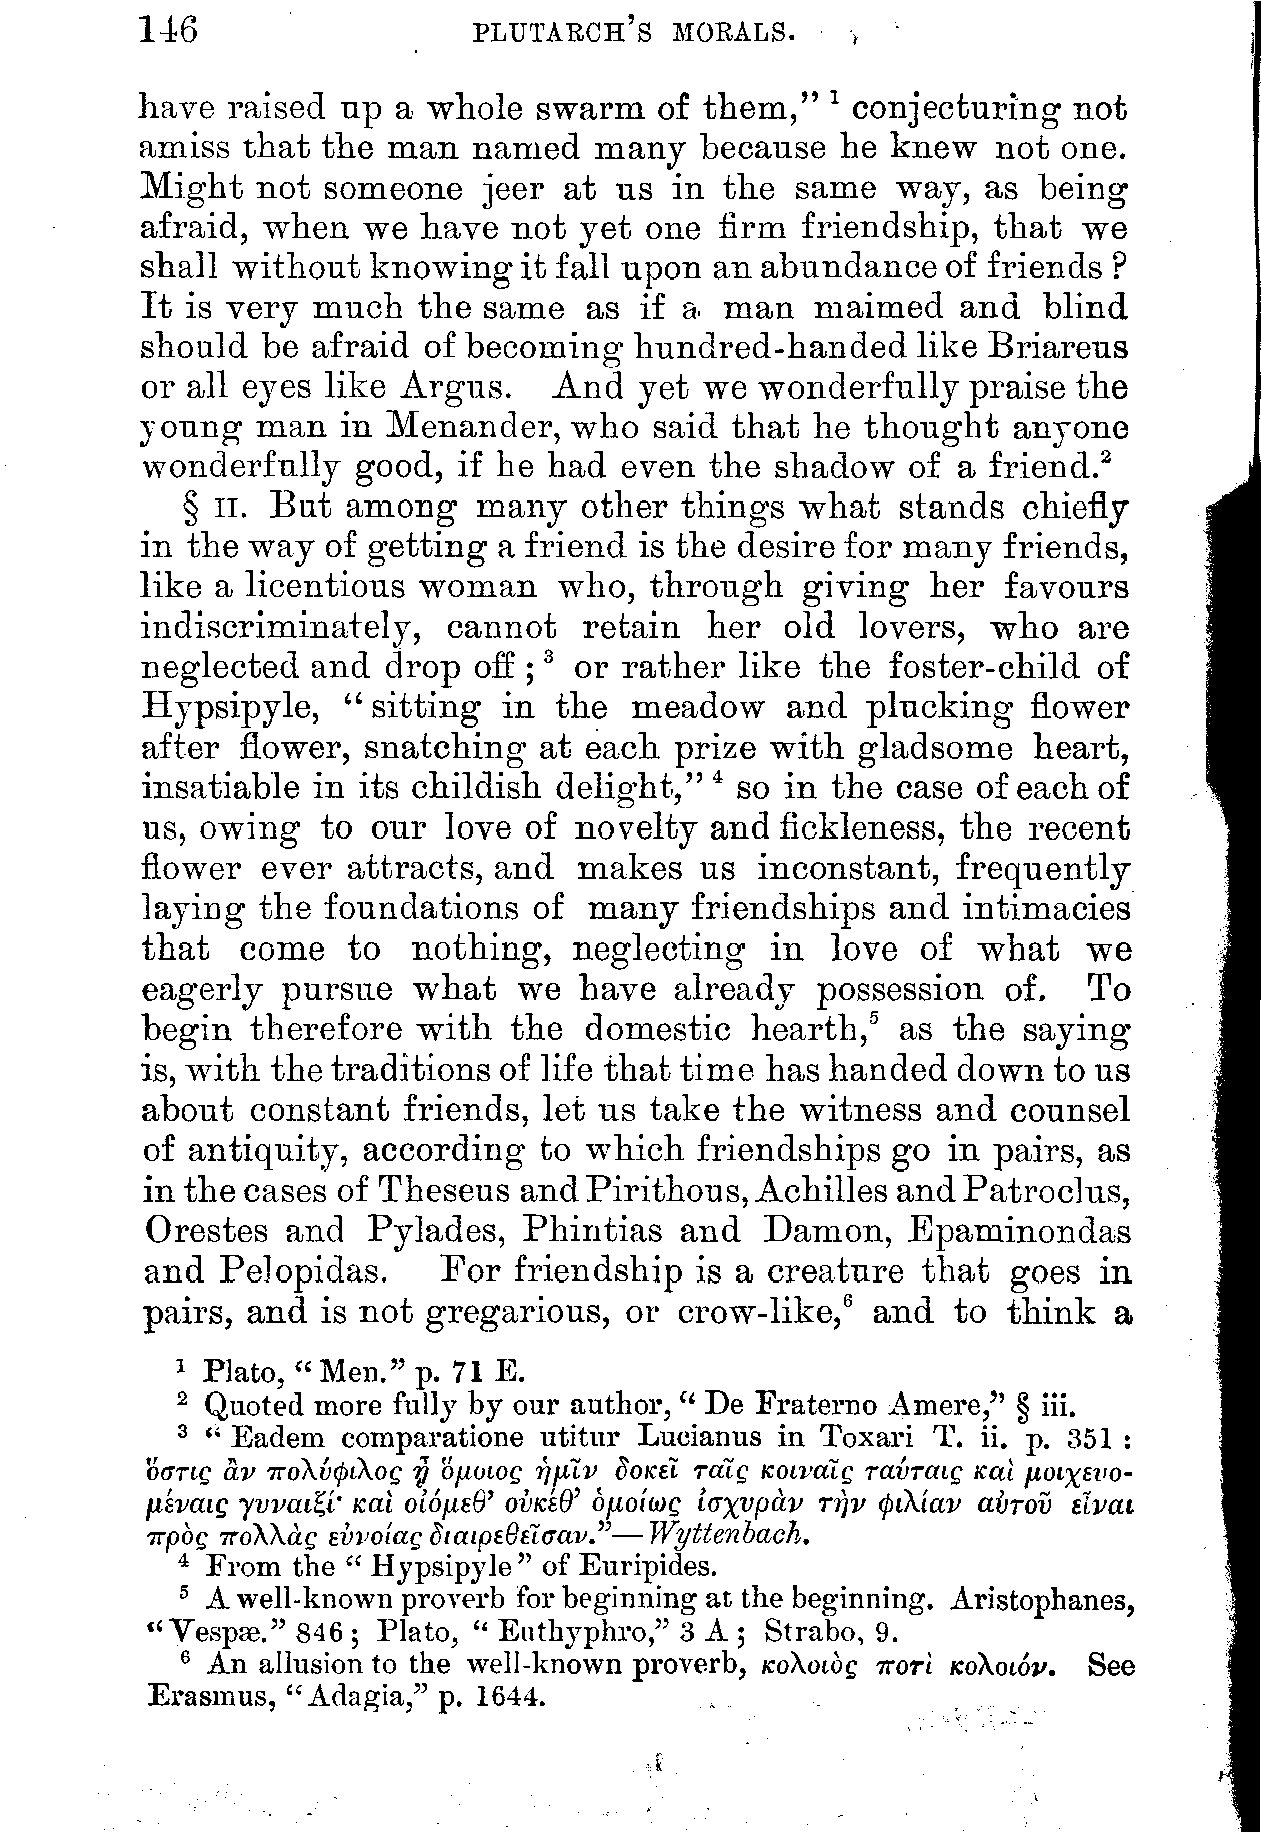 146 PLUTARCH'S MORALS.
have raised up a whole swarm of them," ¹ conjecturing not
amiss that the man named many because he knew not one.
Might not someone jeer at us in the same way, as being
afraid, when we have not yet one firm friendship, that we
shall without knowing it fall upon an abundance of friends?
It is very much the same as if a man maimed and blind
should be afraid of becoming hundred-handed like Briareus
or all eyes like Argus. And yet we wonderfully praise the
young man in Menander, who said that he thought anyone
wonderfully good, if he had even the shadow of a friend.²
§ II. But among many other things what stands chiefly
in the way of getting a friend is the desire for many friends,
like a licentious woman who, through giving her favours
indiscriminately, cannot retain her old lovers, who are
neglected and drop off;³ or rather like the foster-child of
Hypsipyle, "sitting in the meadow and plucking flower
after flower, snatching at each prize with gladsome heart,
insatiable in its childish delight," ⁴ so in the case of each of
us, owing to our love of novelty and fickleness, the recent
flower ever attracts, and makes us inconstant, frequently
laying the foundations of many friendships and intimacies
that come to nothing, neglecting in love of what we
eagerly pursue what we have already possession of. To
begin therefore with the domestic hearth,⁵ as the saying
is, with the traditions of life that time has handed down to us
about constant friends, let us take the witness and counsel
of antiquity, according to which friendships go in pairs, as
in the cases of Theseus and Pirithous, Achilles and Patroclus,
Orestes and Pylades, Phintias and Damon, Epaminondas
and Pelopidas. For friendship is a creature that goes in
pairs, and is not gregarious, or crow-like,⁶ and to think a
¹ Plato, "Men." p. 71 E.
² Quoted more fully by our author, "De Fraterno Amere," § iii.
³ "Eadem comparatione utitur Lucianus in Toxari T. ii. p. 351:
ὅστις ἂν πολύφιλος ᾖ ὅμοιος ἡμῖν δοκεῖ ταῖς κοιναῖς ταύταις καὶ μοιχευο-
μέναις γυναιξί· καὶ οἰόμεθ' οὐκέθ' ὁμοίως ἰσχυρὰν τὴν φιλίαν αὐτοῦ εἶναι
πρὸς πολλὰς εὐνοίας διαιρεθεῖσαν."—Wyttenbach.
⁴ From the "Hypsipyle" of Euripides.
⁵ A well-known proverb for beginning at the beginning. Aristophanes,
"Vespæ." 846; Plato, "Euthyphro," 3 A; Strabo, 9.
⁶ An allusion to the well-known proverb, κολοιὸς ποτὶ κολοιόν. See
Erasmus, "Adagia," p. 1644.